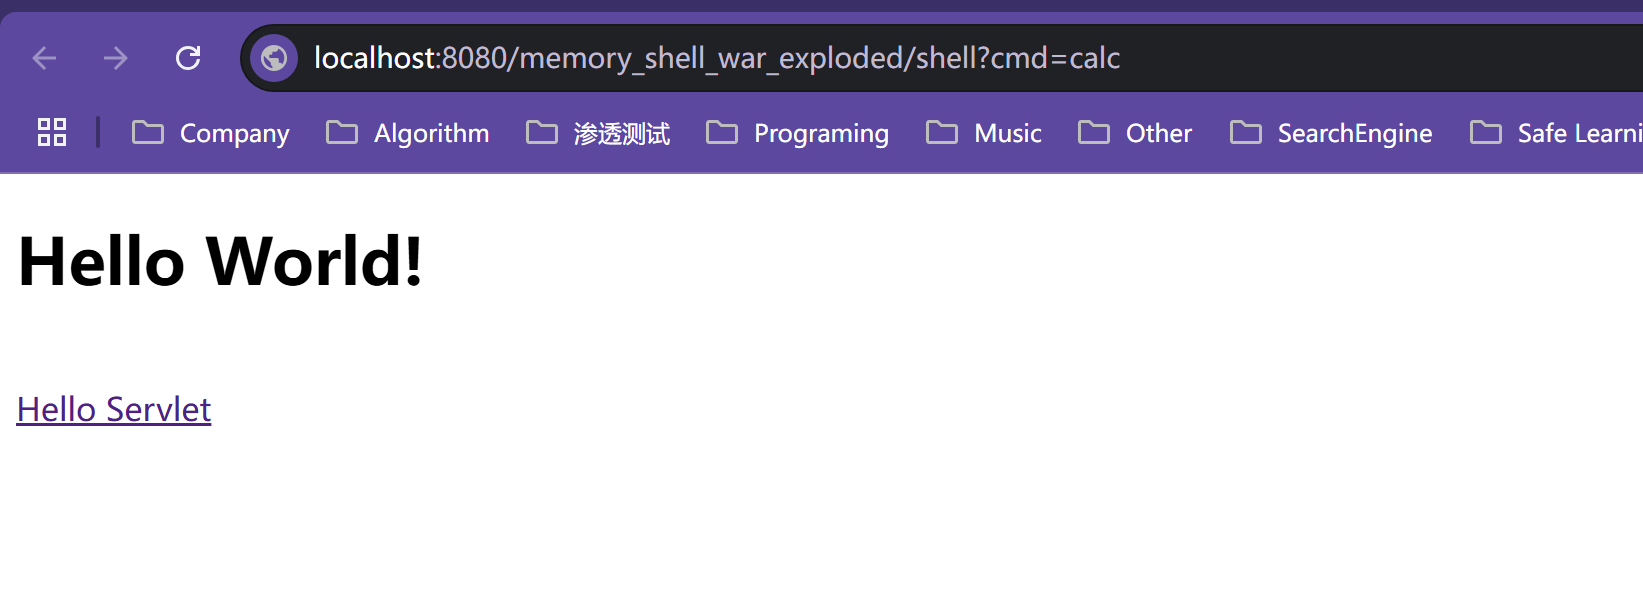 localhost:8080/memory_shell_war_exploded/shell?cmd=calc
Company Algorithm 渗透测试 Programing Music Other SearchEngine Safe Learni
Hello World!
Hello Servlet